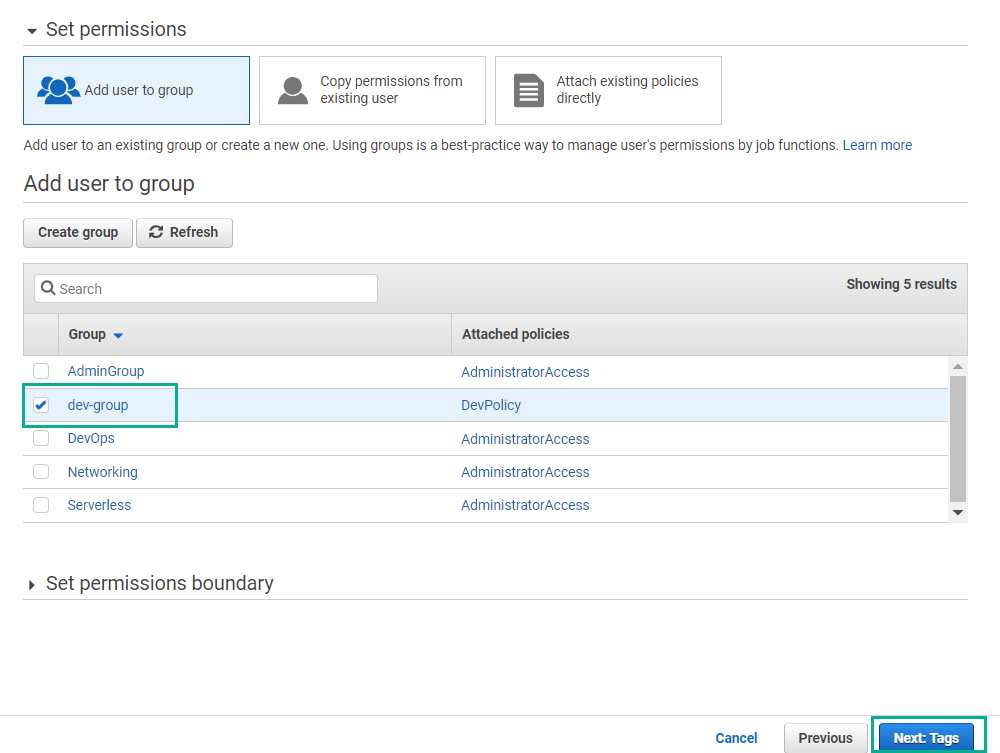 Set permissions
Add user to group
Copy permissions from
existing user
Attach existing policies
directly
Add user to an existing group or create a new one. Using groups is a best-practice way to manage user's permissions by job functions. Learn more
Add user to group
Create group
Refresh
Search
Showing 5 results
Group
Attached policies
AdminGroup
AdministratorAccess
dev-group
DevPolicy
DevOps
AdministratorAccess
Networking
AdministratorAccess
Serverless
AdministratorAccess
Set permissions boundary
Cancel
Previous
Next: Tags